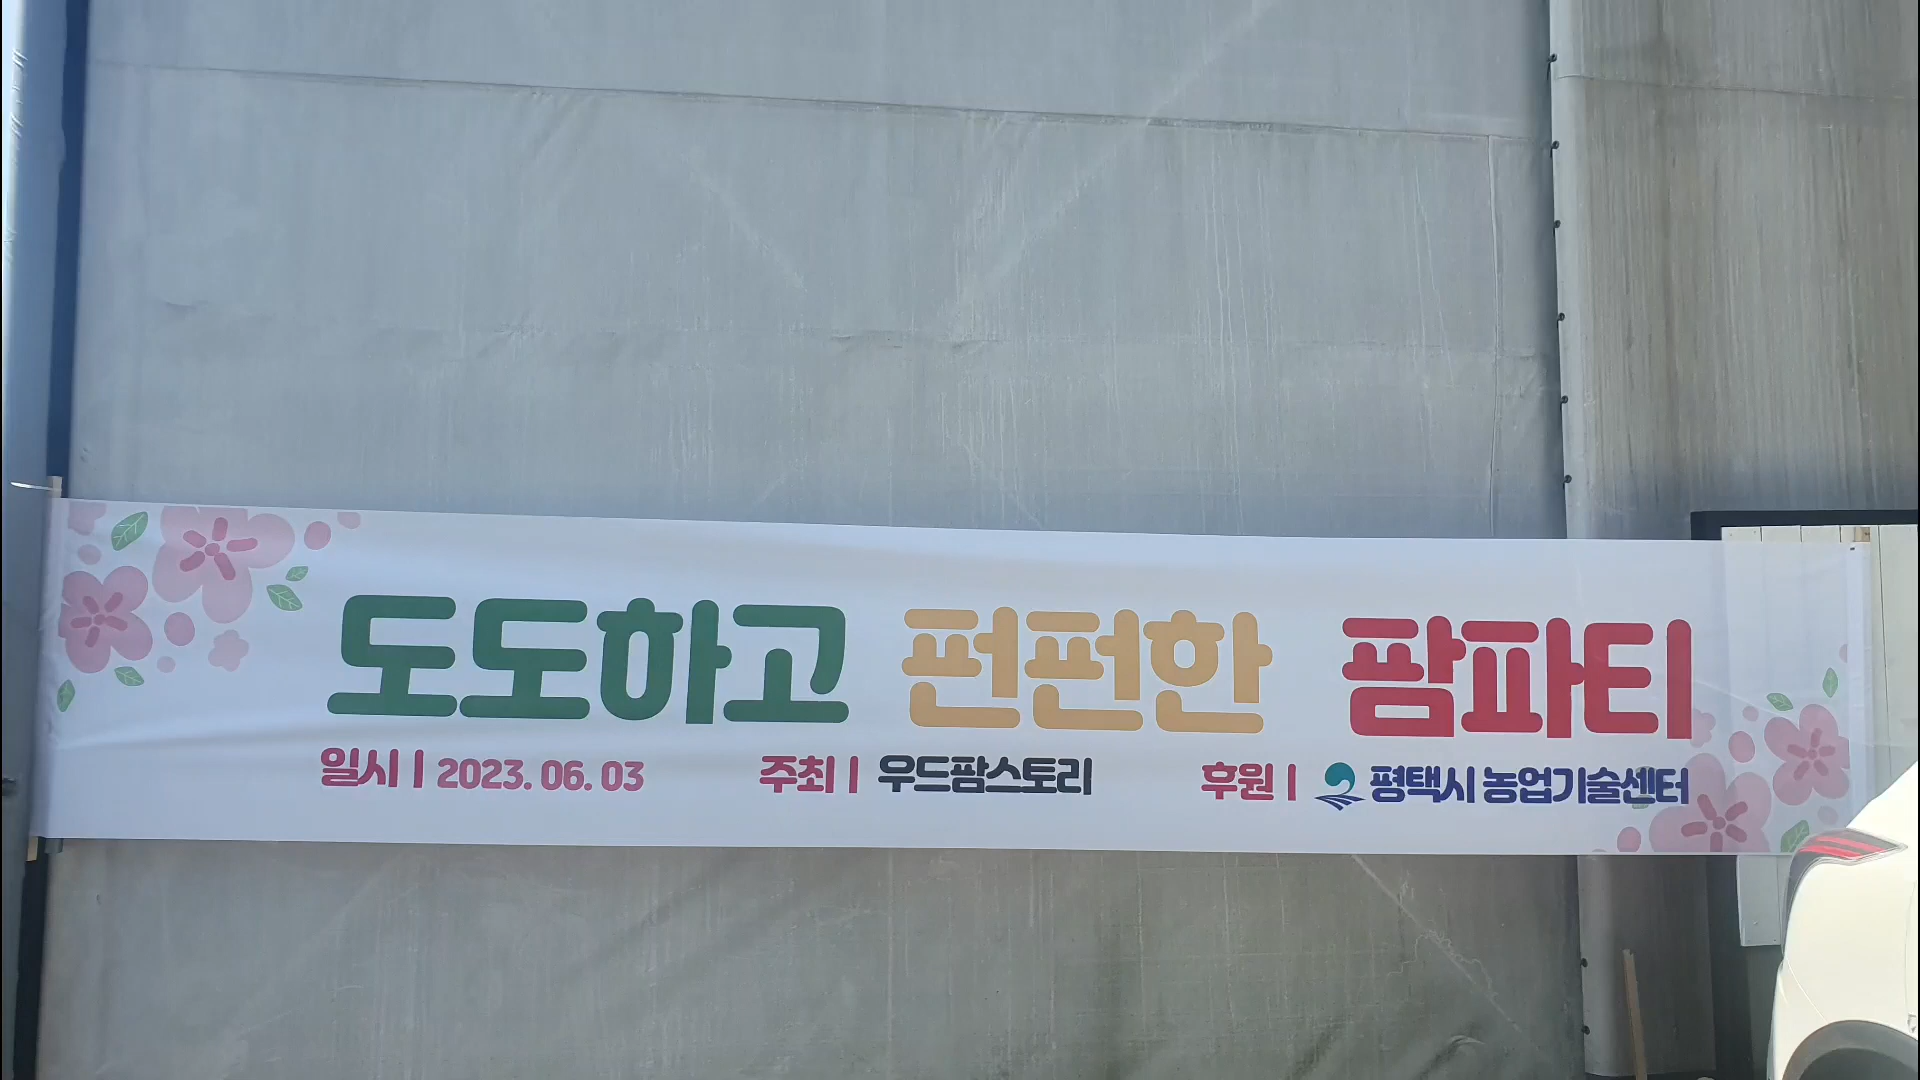 도도하고 펀펀한 팜파티
일시 | 2023. 06. 03 주최 | 우드팜스토리 후원 | 평택시 농업기술센터